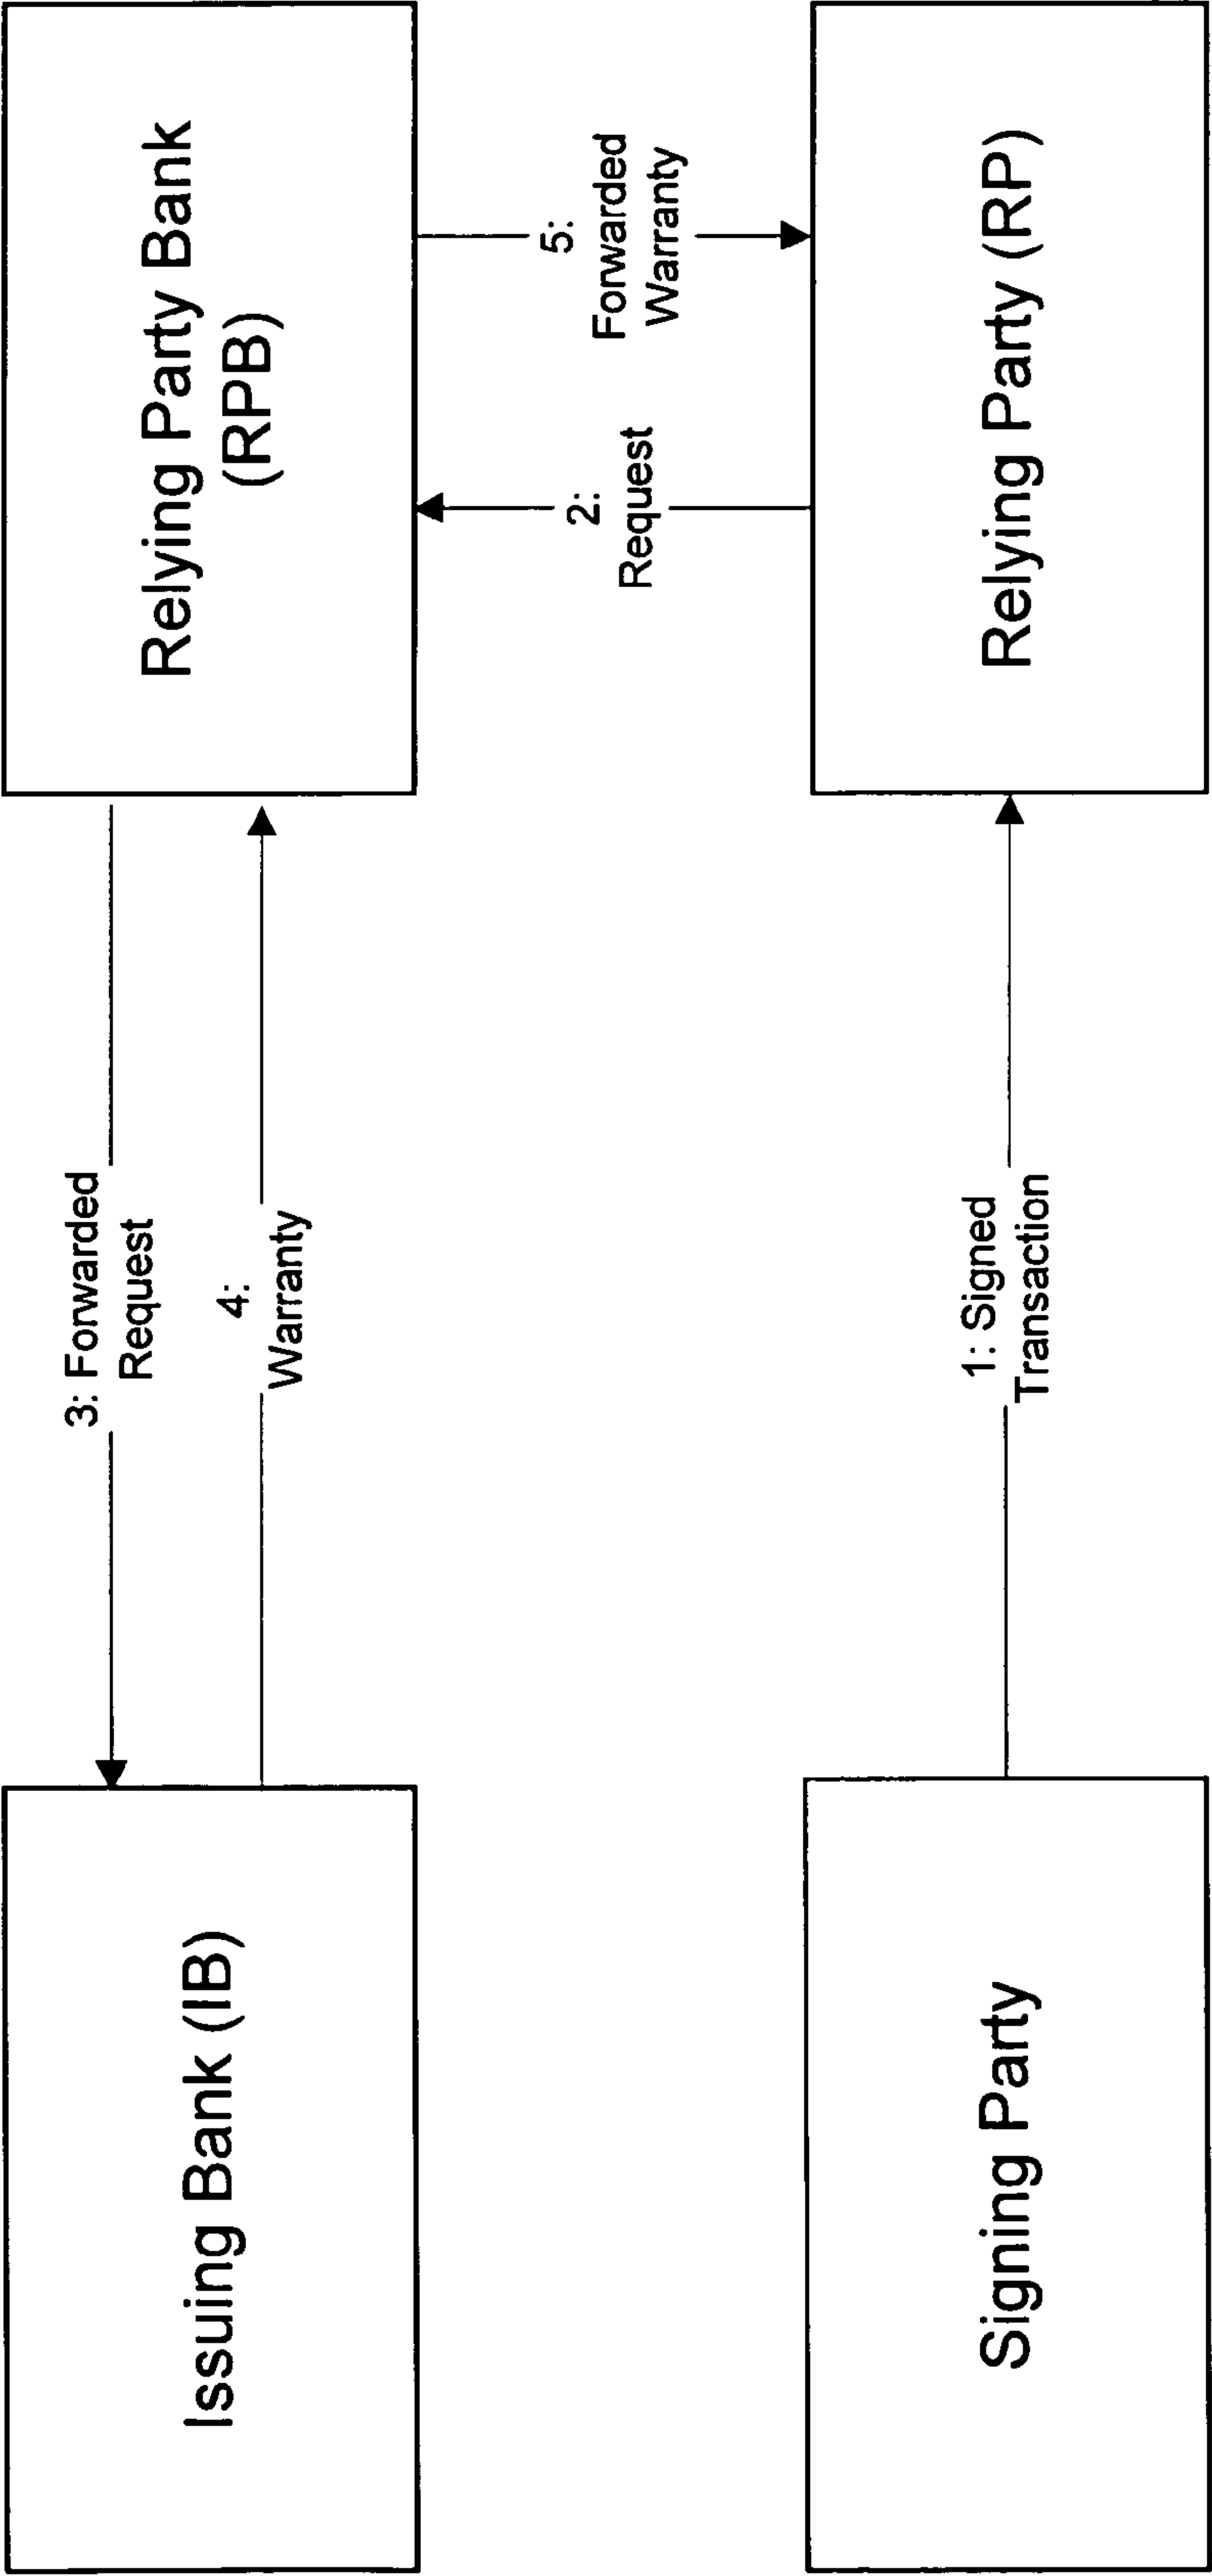 Issuing Bank (IB)
3: Forwarded
Request
4:
Warranty
Relying Party Bank
(RPB)
2:
Request
5:
Forwarded
Warranty
Signing Party
1: Signed
Transaction
Relying Party (RP)